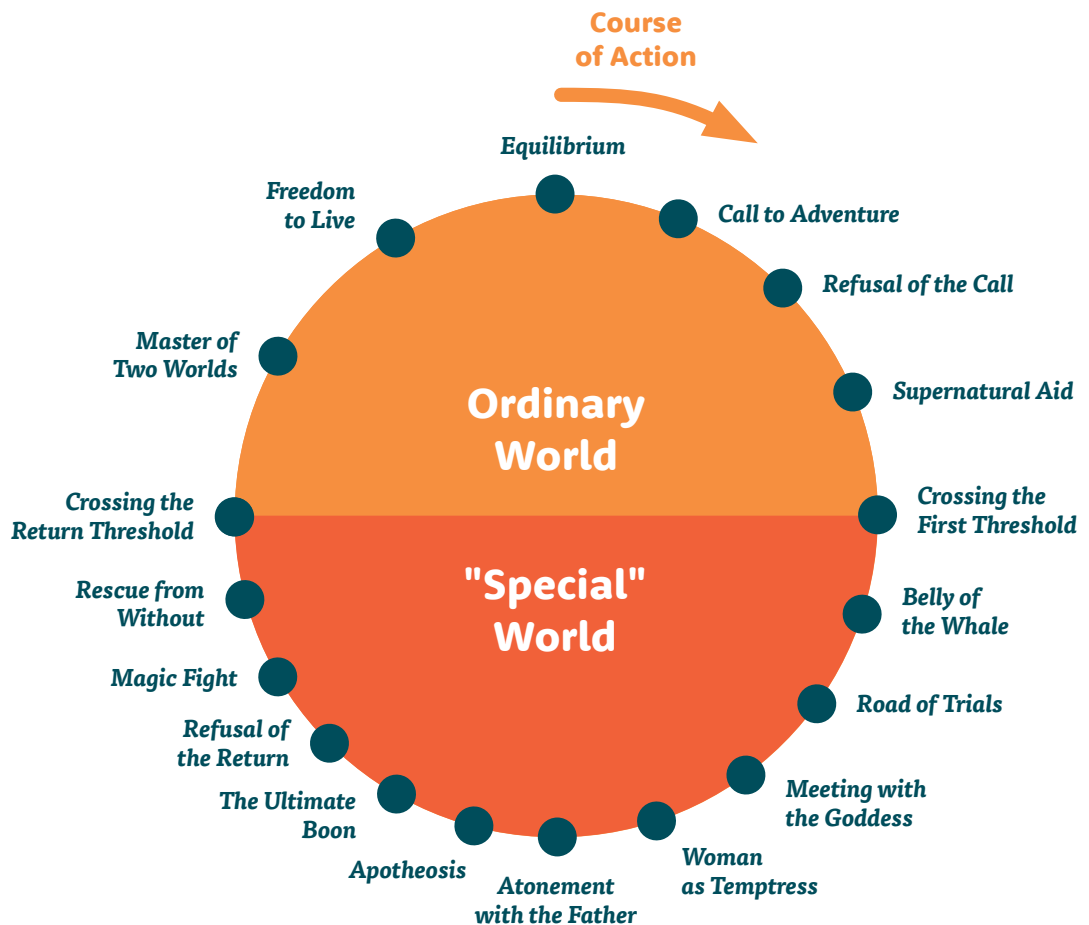 Course
of Action
Equilibrium
Call to Adventure
Refusal of the Call
Supernatural Aid
Crossing the
First Threshold
Belly of
the Whale
Road of Trials
Meeting with
the Goddess
Woman
as Temptress
Atonement
with the Father
Apotheosis
The Ultimate
Boon
Refusal of
the Return
Magic Fight
Rescue from
Without
Crossing the
Return Threshold
Master of
Two Worlds
Freedom
to Live
Ordinary
World
"Special"
World